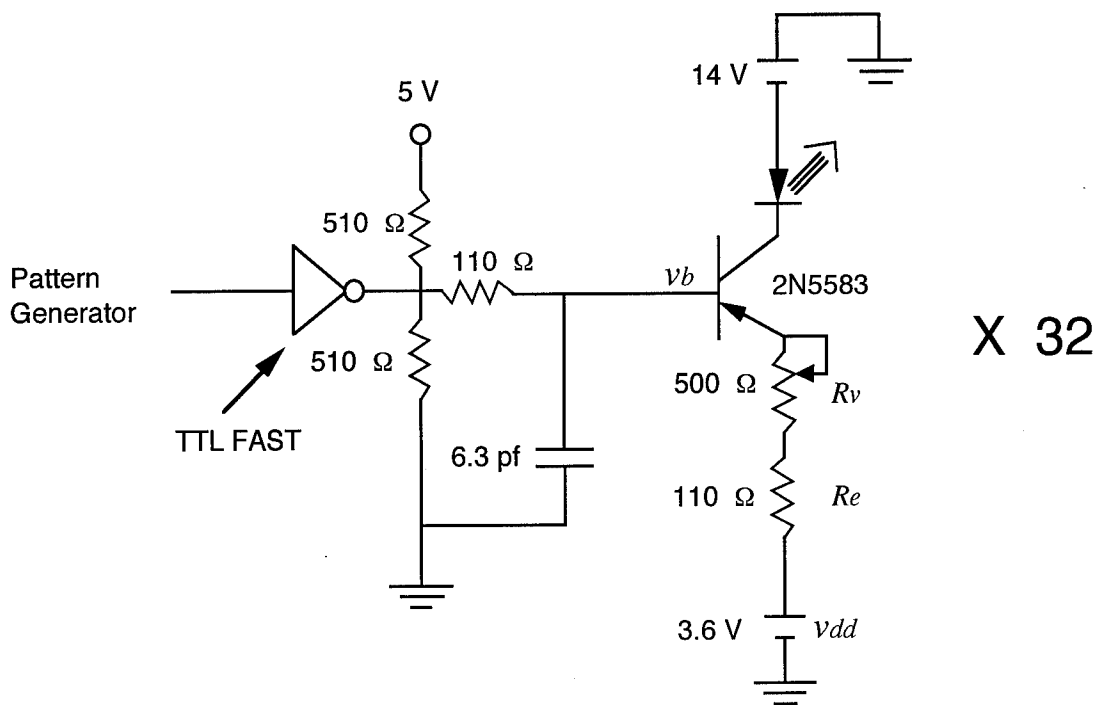 14 V
5 V
510 Ω
Pattern
Generator
110 Ω
vb
2N5583
X 32
510 Ω
500 Ω
Rv
TTL FAST
6.3 pf
110 Ω
Re
3.6 V
vdd